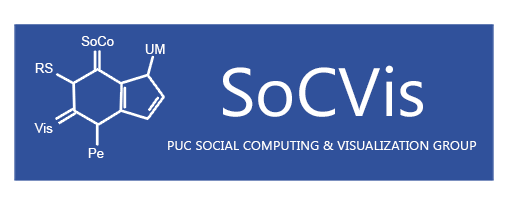 SoCo
UM
RS
Vis
Pe
SoCVis
PUC SOCIAL COMPUTING & VISUALIZATION GROUP